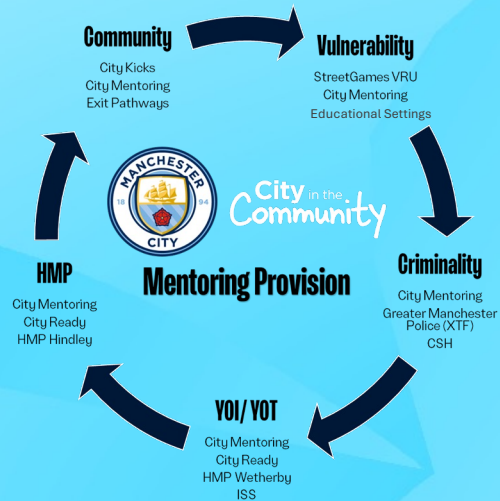 Community
City Kicks
City Mentoring
Exit Pathways
Vulnerability
StreetGames VRU
City Mentoring
Educational Settings
MANCHESTER
18 94
CITY
City in the
Community
Mentoring Provision
Criminality
City Mentoring
Greater Manchester
Police (XTF)
CSH
YOI/ YOT
City Mentoring
City Ready
HMP Wetherby
ISS
HMP
City Mentoring
City Ready
HMP Hindley